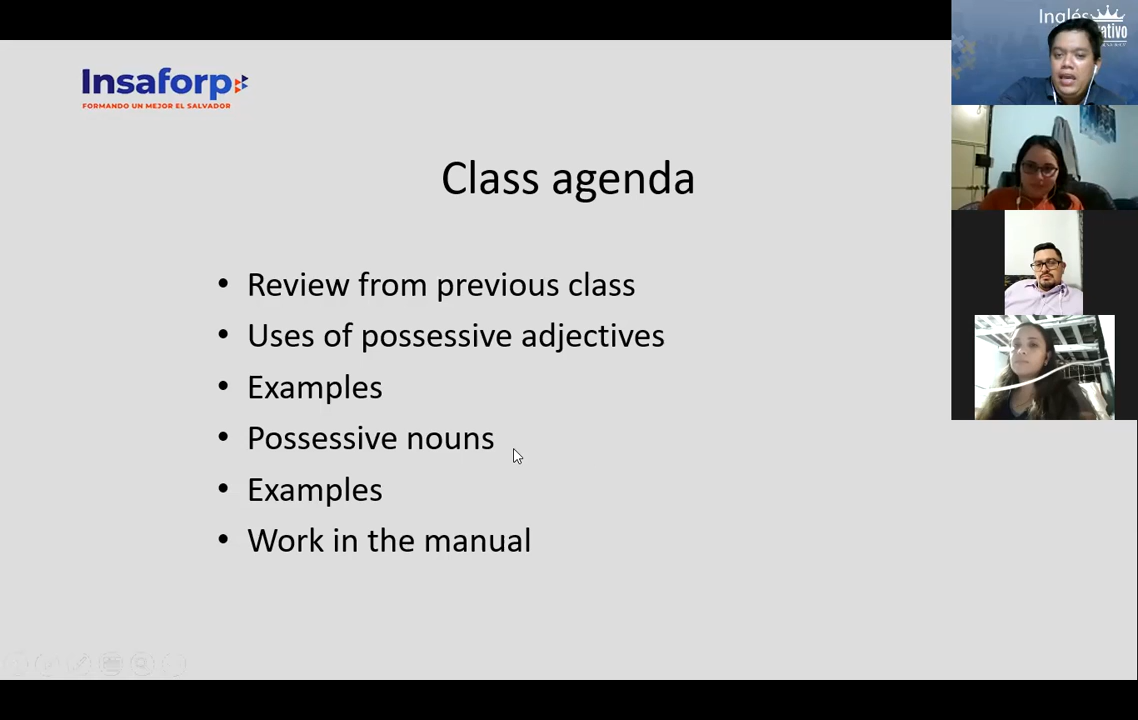 Inglés
Insaforp
FORMANDO UN MEJOR EL SALVADOR
Class agenda
• Review from previous class
• Uses of possessive adjectives
• Examples
• Possessive nouns
• Examples
• Work in the manual